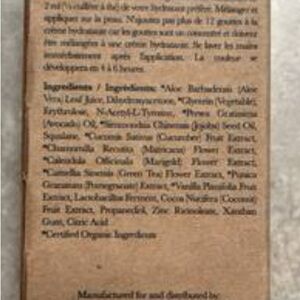 2 ml (½ cuillère à thé) de votre hydratant préféré. Mélanger et
appliquer sur la peau. N'ajoutez pas plus de 12 gouttes à la
crème hydratante car les gouttes sont un concentré et doivent
être mélangées à une crème hydratante. Se laver les mains
immédiatement après l'application. La couleur se
développera en 4 à 6 heures.
Ingredients / Ingrédients: *Aloe Barbadensis (Aloe
Vera) Leaf Juice, Dihydroxyacetone, *Glycerin (Vegetable),
Erythrulose, N-Acetyl-L-Tyrosine, *Persea Gratissima
(Avocado) Oil, *Simmondsia Chinensis (Jojoba) Seed Oil,
Squalane, *Cucumis Sativus (Cucumber) Fruit Extract,
*Chamomilla Recutita (Matricaria) Flower Extract,
*Calendula Officinalis (Marigold) Flower Extract,
*Camellia Sinensis (Green Tea) Flower Extract, *Punica
Granatum (Pomegranate) Extract, *Vanilla Planifolia Fruit
Extract, Lactobacillus Ferment, Cocos Nucifera (Coconut)
Fruit Extract, Propanediol, Zinc Ricinoleate, Xanthan
Gum, Citric Acid
*Certified Organic Ingredients
Manufactured for and distributed by: